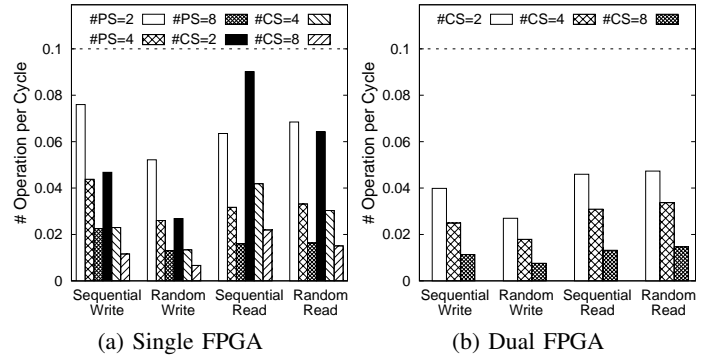 #PS=2 #PS=8 #CS=4
#PS=4 #CS=2 #CS=8
# Operation per Cycle
0.1
0.08
0.06
0.04
0.02
0
Sequential Write
Random Write
Sequential Read
Random Read
(a) Single FPGA
#CS=2 #CS=4 #CS=8
# Operation per Cycle
0.1
0.08
0.06
0.04
0.02
0
Sequential Write
Random Write
Sequential Read
Random Read
(b) Dual FPGA